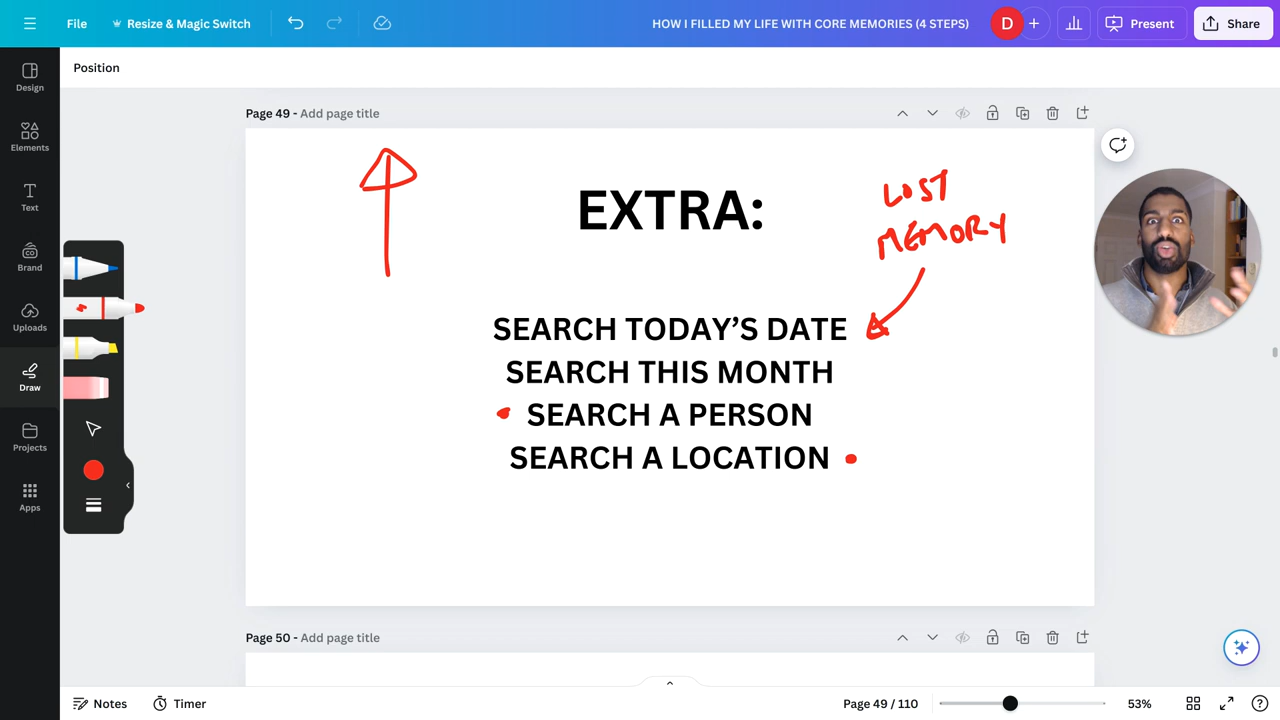 File
Resize & Magic Switch
HOW I FILLED MY LIFE WITH CORE MEMORIES (4 STEPS)
D
Present
Share
Position
Design
Elements
Text
Brand
Uploads
Draw
Projects
Apps
Page 49 - Add page title
EXTRA:
LOST
MEMORY
SEARCH TODAY’S DATE
SEARCH THIS MONTH
SEARCH A PERSON
SEARCH A LOCATION
Page 50 - Add page title
Notes
Timer
Page 49 / 110
53%